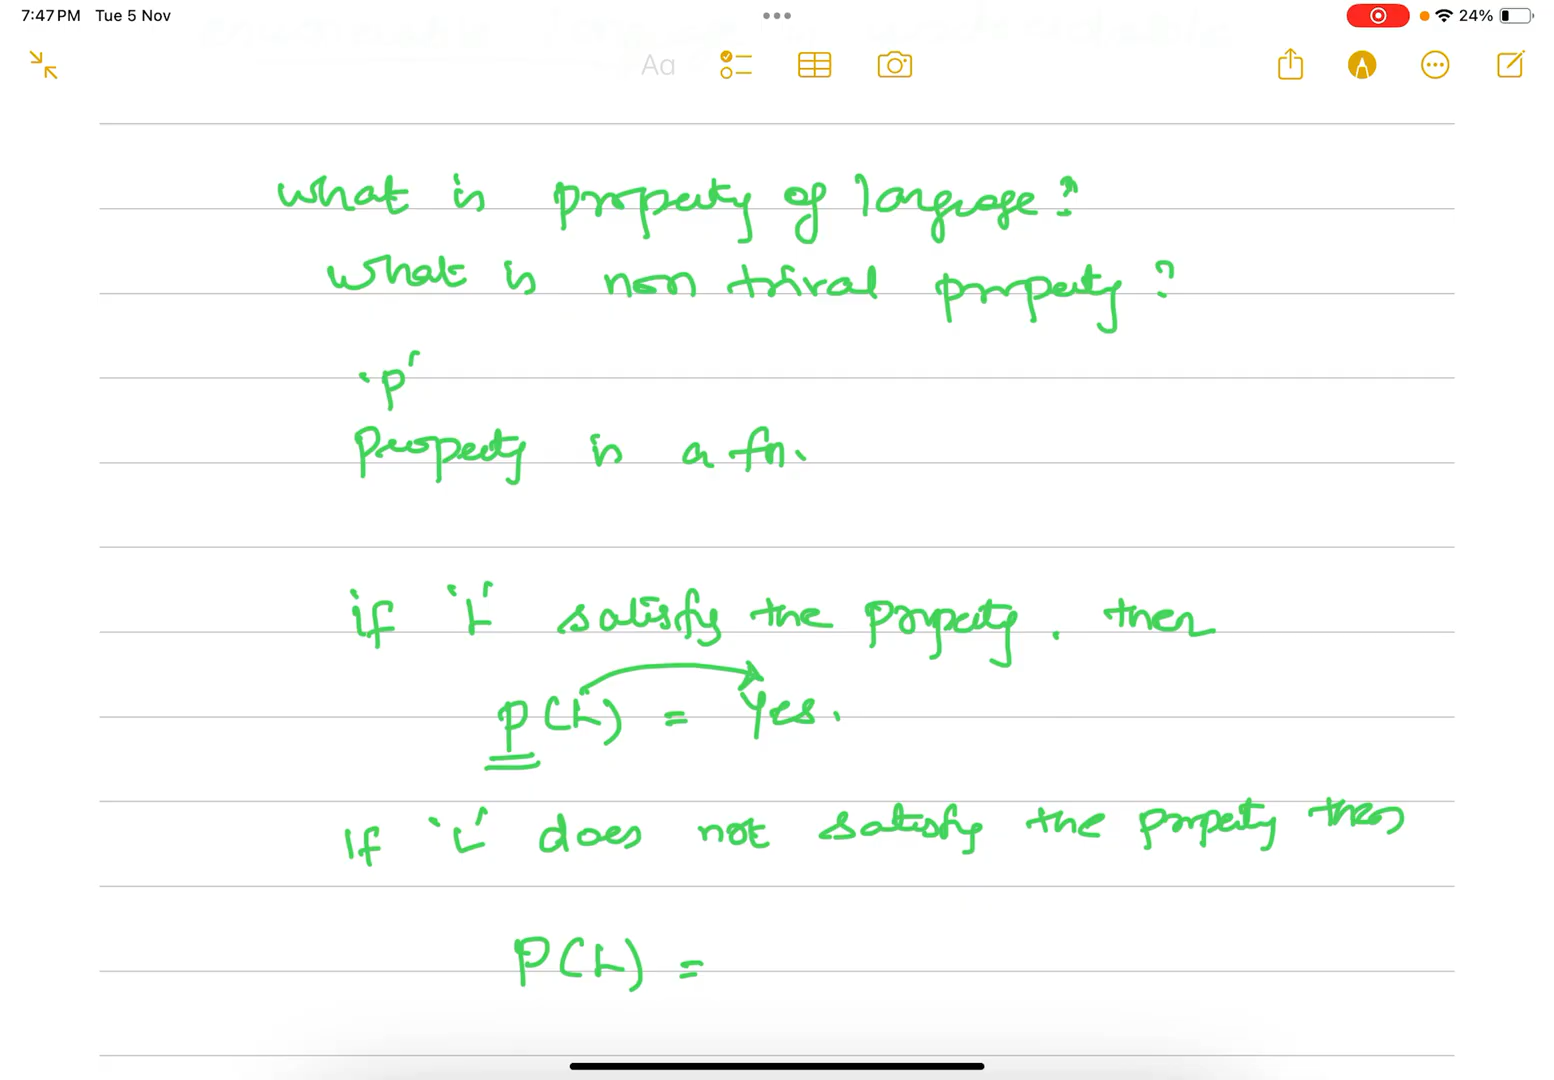 7:47 PM Tue 5 Nov
24%
Aa
what is property of language?
what is non trival property?
'P'
Property is a fn.
if 'L' satisfy the property. then
P(L) = Yes.
If 'L' does not satisfy the property then
P(L) =